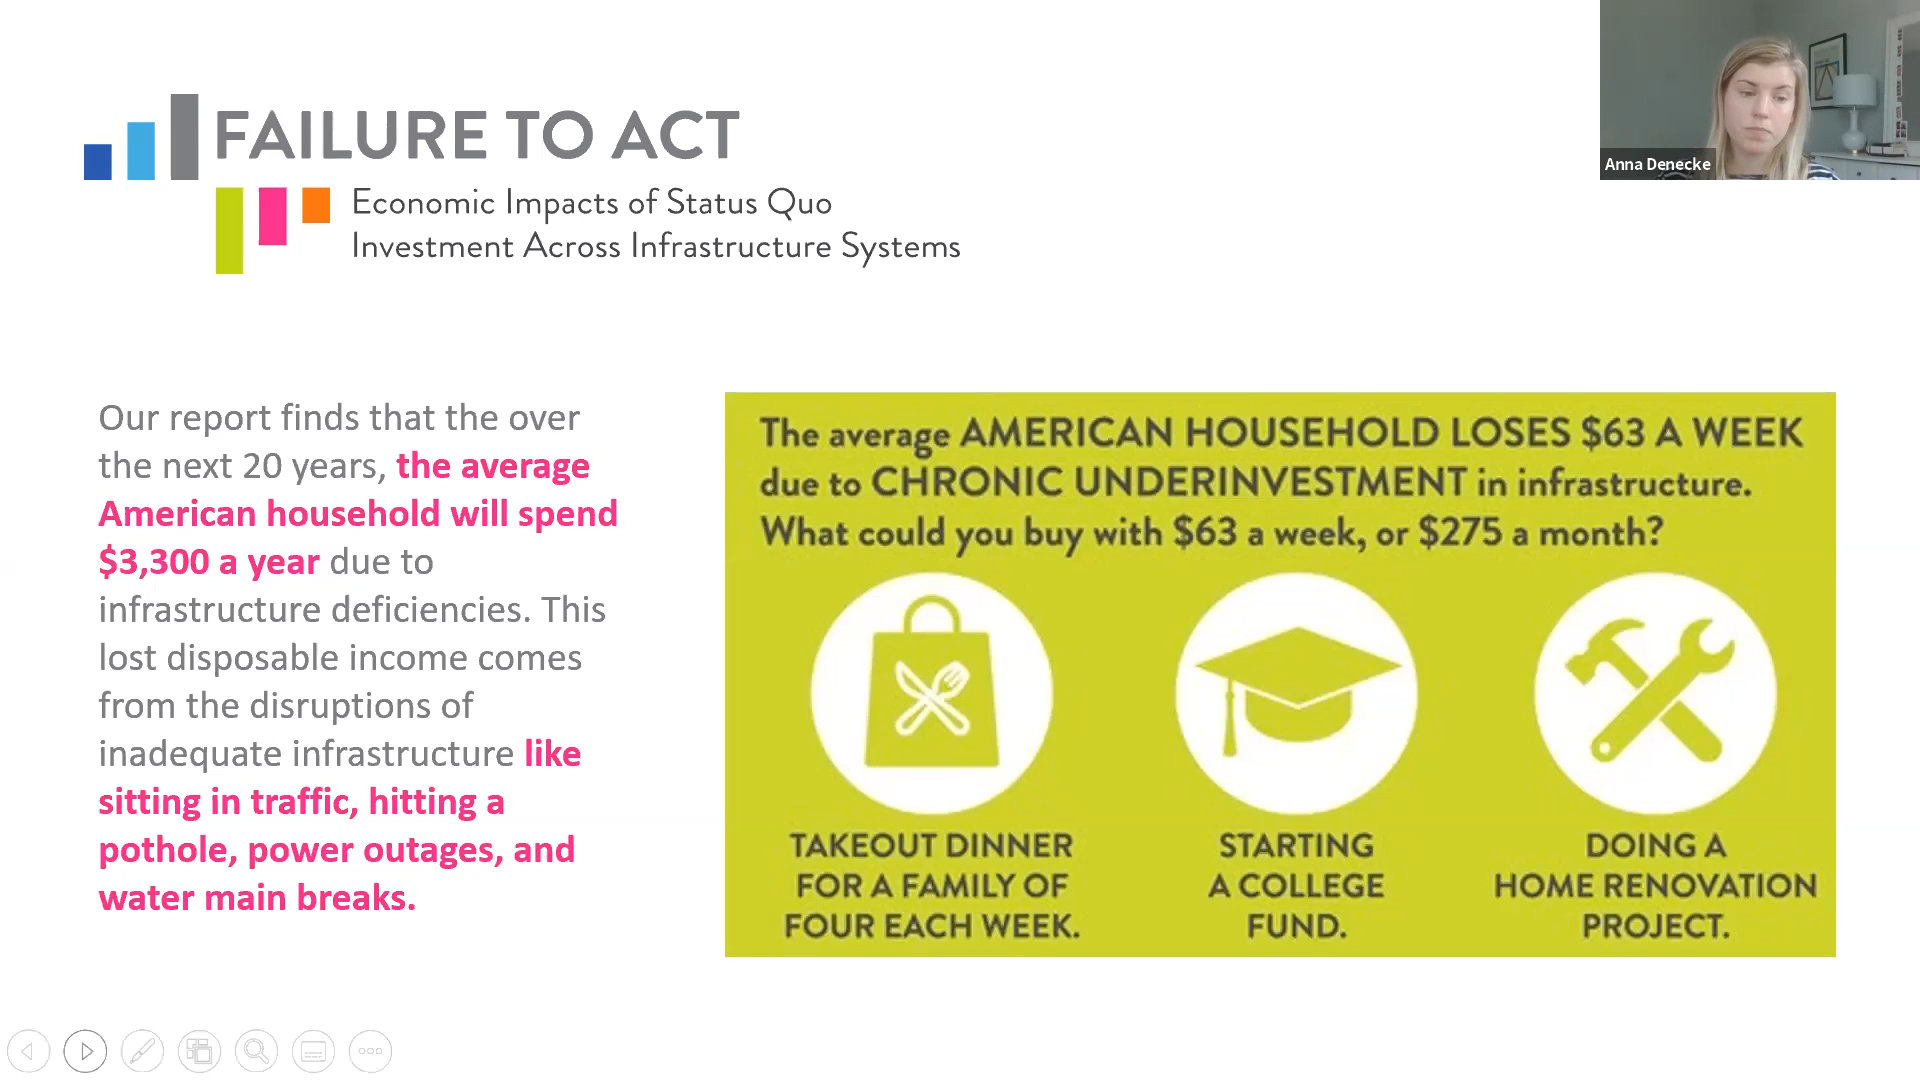 FAILURE TO ACT
Economic Impacts of Status Quo
Investment Across Infrastructure Systems
Anna Denecke
Our report finds that the over
the next 20 years, the average
American household will spend
$3,300 a year due to
infrastructure deficiencies. This
lost disposable income comes
from the disruptions of
inadequate infrastructure like
sitting in traffic, hitting a
pothole, power outages, and
water main breaks.
The average AMERICAN HOUSEHOLD LOSES $63 A WEEK
due to CHRONIC UNDERINVESTMENT in infrastructure.
What could you buy with $63 a week, or $275 a month?
TAKEOUT DINNER
FOR A FAMILY OF
FOUR EACH WEEK.
STARTING
A COLLEGE
FUND.
DOING A
HOME RENOVATION
PROJECT.